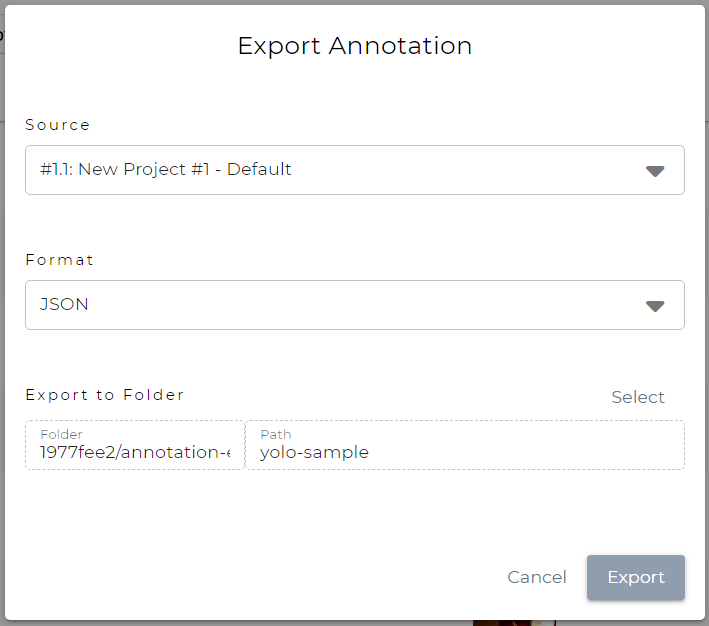 Export Annotation
Source
#1.1: New Project #1 - Default
Format
JSON
Export to Folder
Select
Folder
Path
1977fee2/annotation-e
yolo-sample
Cancel
Export